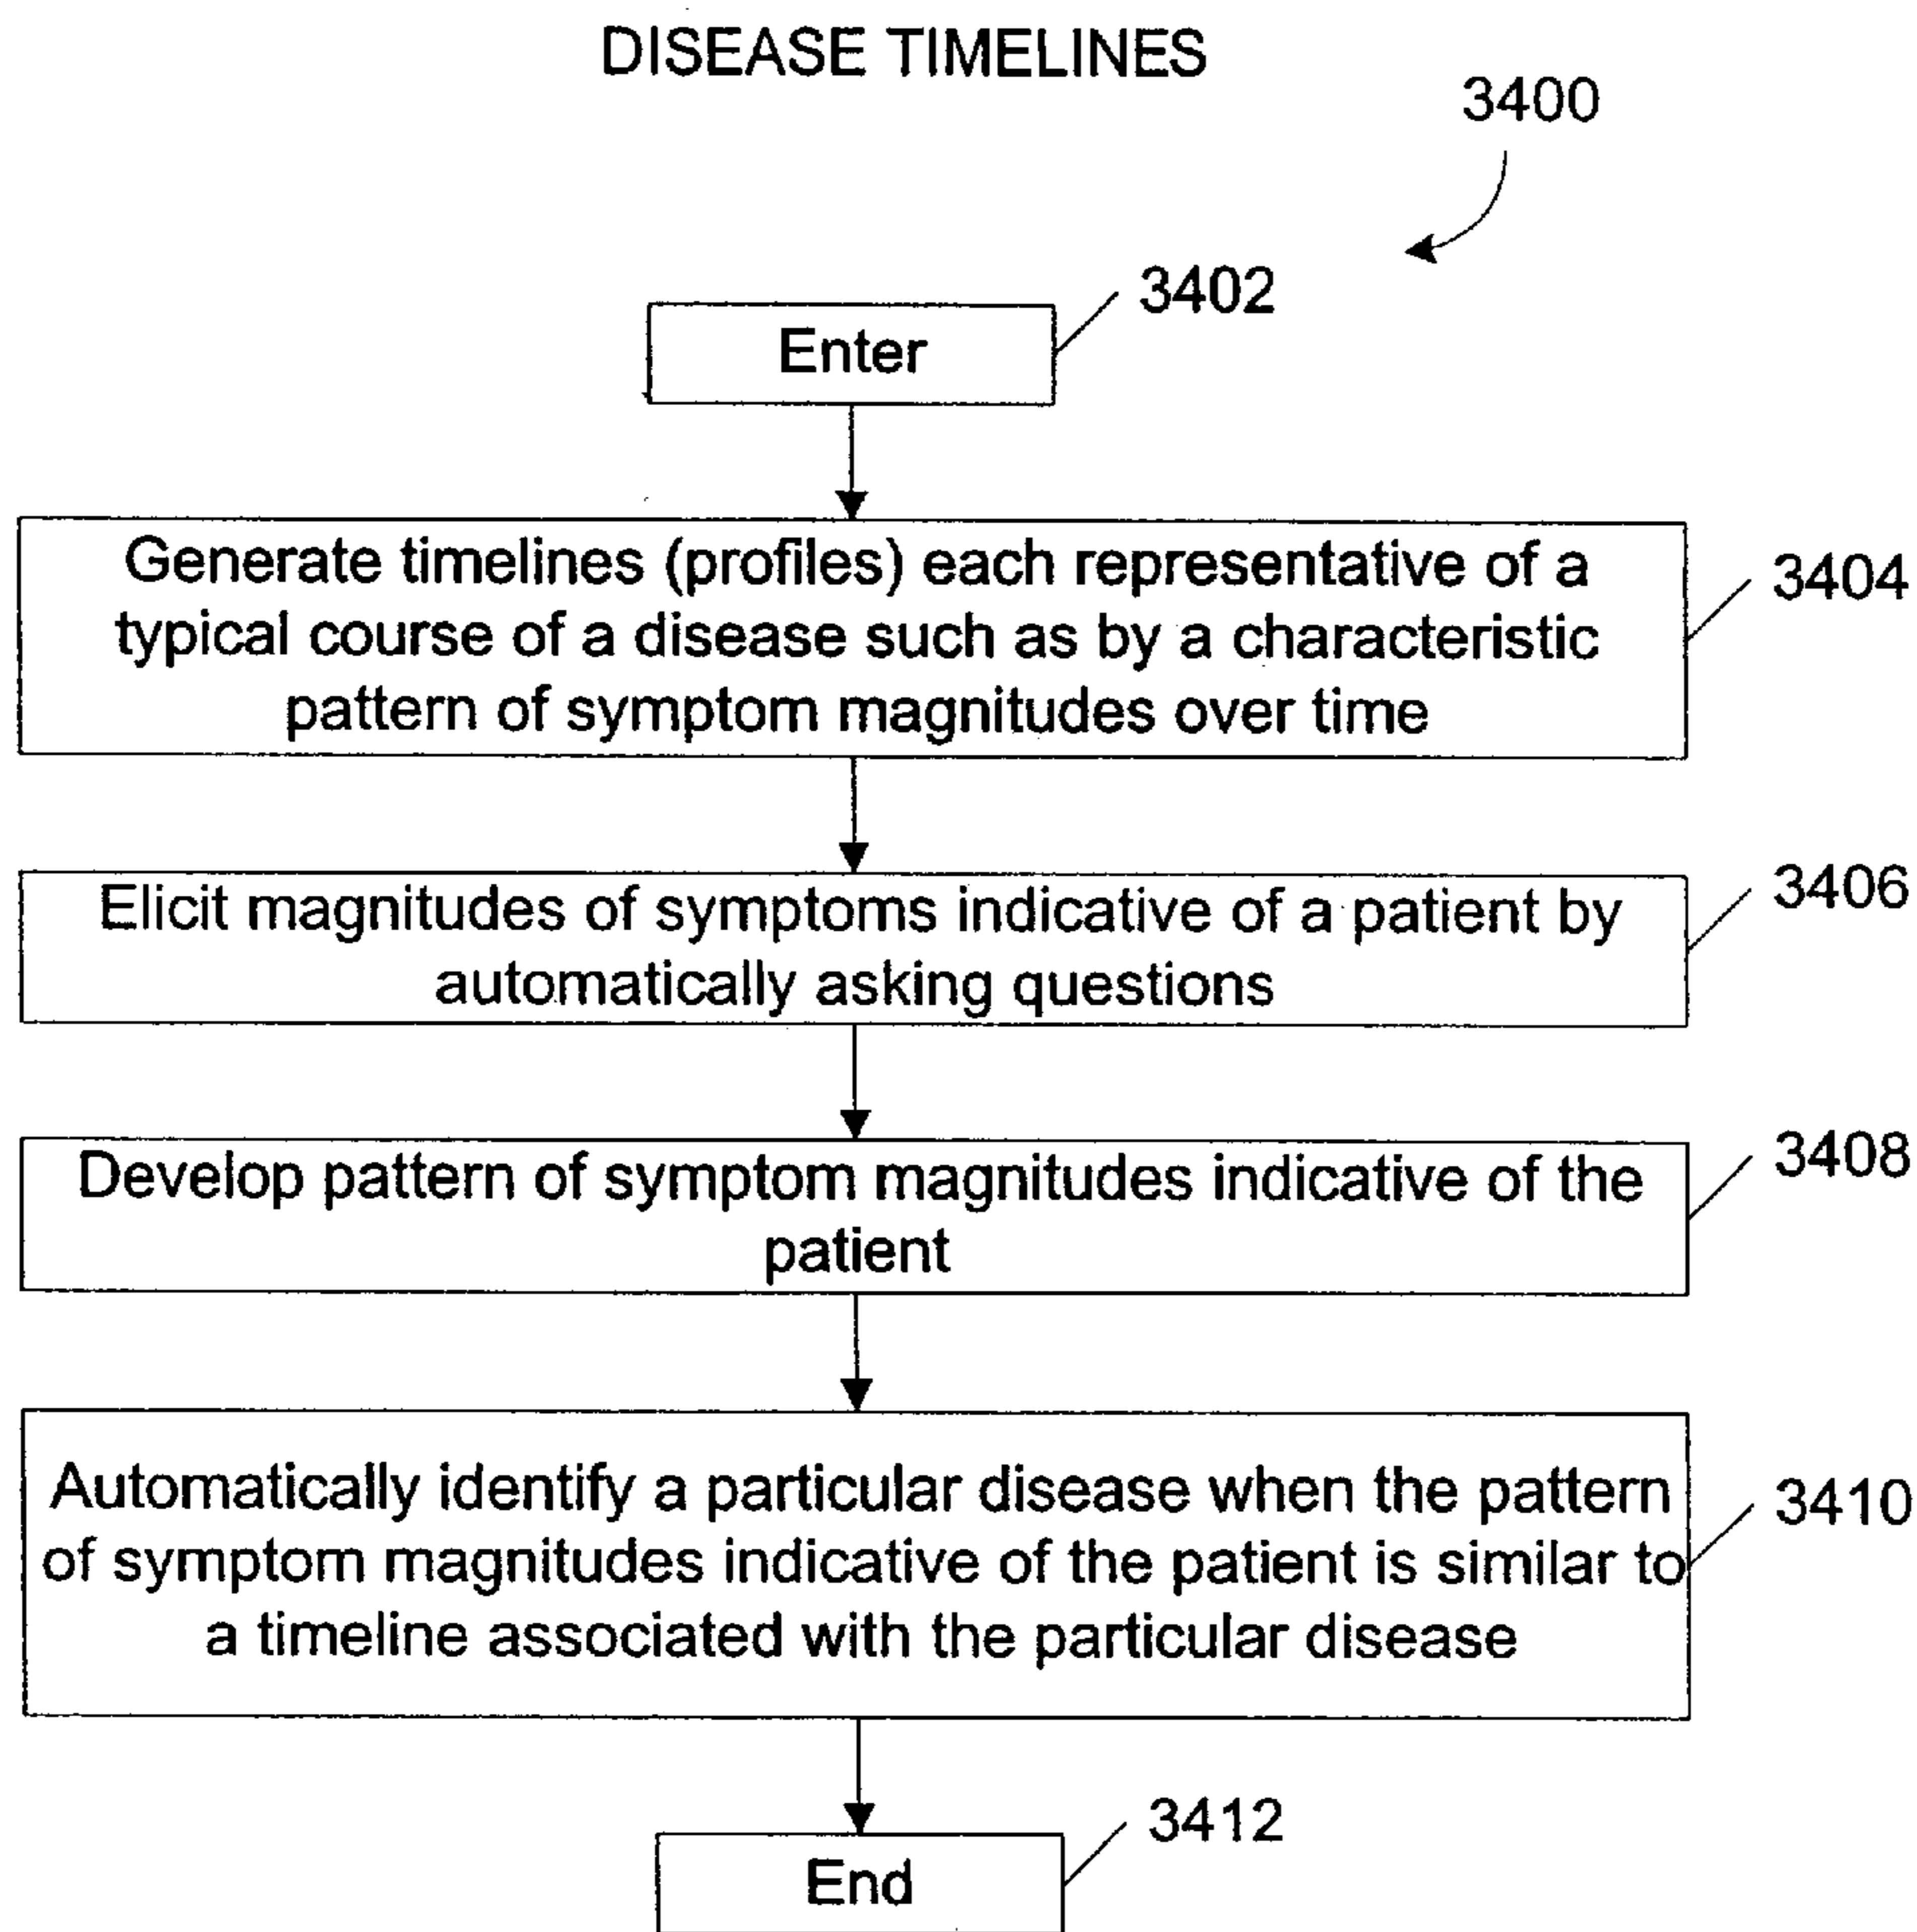 DISEASE TIMELINES
3400
3402
Enter
Generate timelines (profiles) each representative of a
typical course of a disease such as by a characteristic
pattern of symptom magnitudes over time
3404
Elicit magnitudes of symptoms indicative of a patient by
automatically asking questions
3406
Develop pattern of symptom magnitudes indicative of the
patient
3408
Automatically identify a particular disease when the pattern
of symptom magnitudes indicative of the patient is similar to
a timeline associated with the particular disease
3410
3412
End